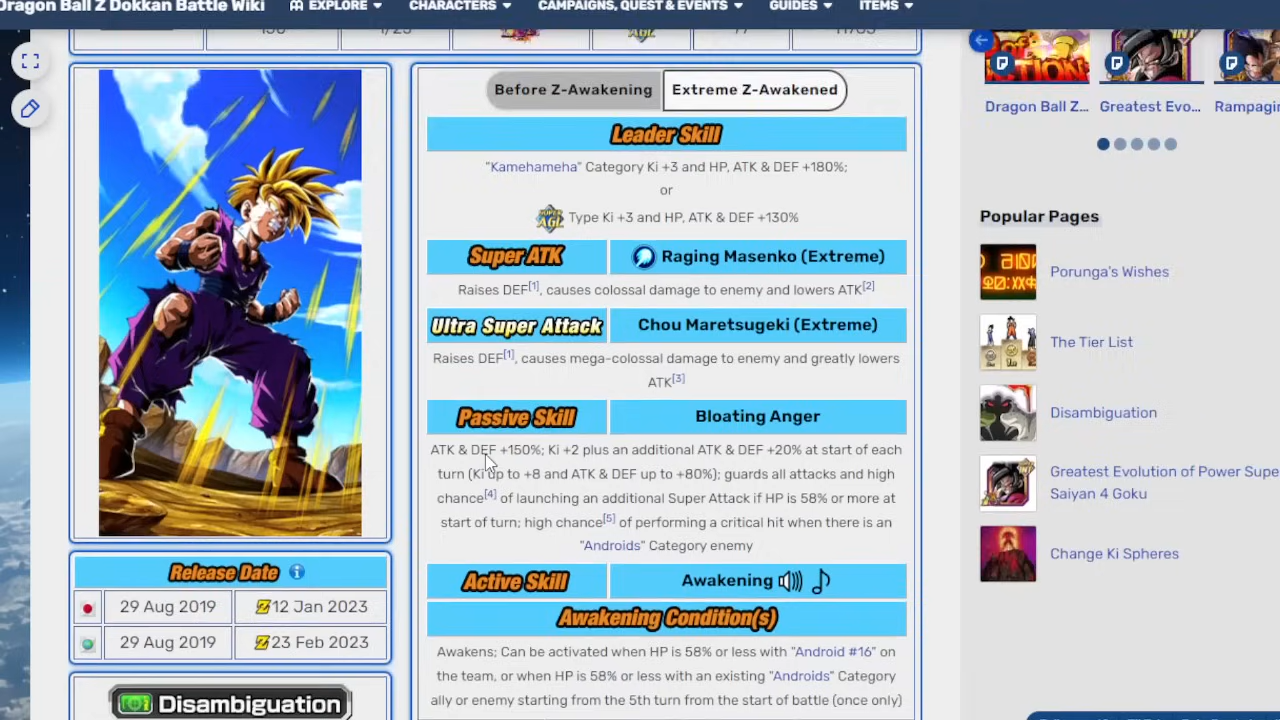 Dragon Ball Z Dokkan Battle Wiki
EXPLORE
CHARACTERS
CAMPAIGNS, QUEST & EVENTS
GUIDES
ITEMS
Before Z-Awakening
Extreme Z-Awakened
Leader Skill
"Kamehameha" Category Ki +3 and HP, ATK & DEF +180%;
or
SUPER AGL Type Ki +3 and HP, ATK & DEF +130%
Super ATK
Raging Masenko (Extreme)
Raises DEF[1], causes colossal damage to enemy and lowers ATK[2]
Ultra Super Attack
Chou Maretsugeki (Extreme)
Raises DEF[1], causes mega-colossal damage to enemy and greatly lowers
ATK[3]
Passive Skill
Bloating Anger
ATK & DEF +150%; Ki +2 plus an additional ATK & DEF +20% at start of each
turn (Ki up to +8 and ATK & DEF up to +80%); guards all attacks and high
chance[4] of launching an additional Super Attack if HP is 58% or more at
start of turn; high chance[5] of performing a critical hit when there is an
"Androids" Category enemy
Active Skill
Awakening
Awakening Condition(s)
Awakens; Can be activated when HP is 58% or less with "Android #16" on
the team, or when HP is 58% or less with an existing "Androids" Category
ally or enemy starting from the 5th turn from the start of battle (once only)
Release Date
29 Aug 2019
Z 12 Jan 2023
29 Aug 2019
Z 23 Feb 2023
Disambiguation
Dragon Ball Z...
Greatest Evo...
Rampagin
Popular Pages
Porunga's Wishes
The Tier List
Disambiguation
Greatest Evolution of Power Supe
Saiyan 4 Goku
Change Ki Spheres